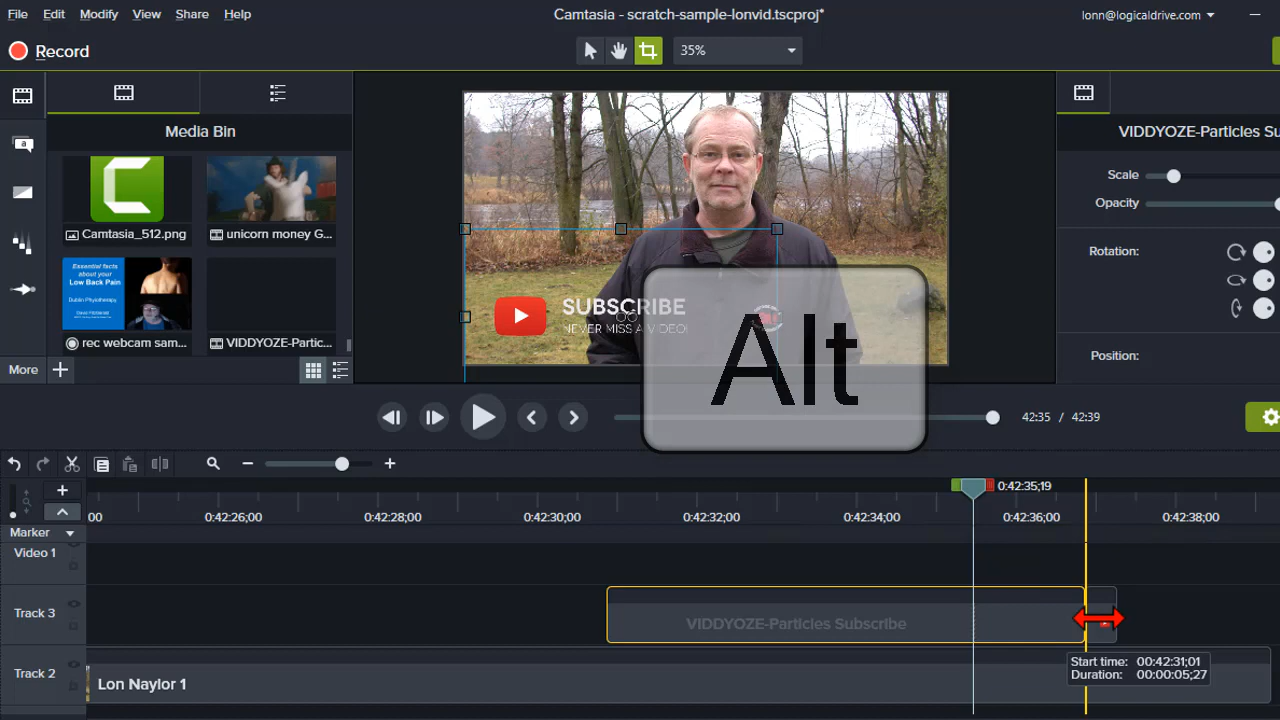 File Edit Modify View Share Help
Camtasia - scratch-sample-lonvid.tscproj*
lonn@logicaldrive.com
Record
35%
Media Bin
VIDDYOZE-Particles Su
Scale
Opacity
Rotation:
Position:
Camtasia_512.png
unicorn money G...
Essential facts
about your
Low Back Pain
Dublin Physiotherapy
rec webcam sam...
VIDDYOZE-Partic...
More
SUBSCRIBE
NEVER MISS A VIDEO!
Alt
42:35 / 42:39
0:42:35;19
00 0:42:26;00 0:42:28;00 0:42:30;00 0:42:32;00 0:42:34;00 0:42:36;00 0:42:38;00
Marker
Video 1
Track 3
VIDDYOZE-Particles Subscribe
Start time: 00:42:31;01
Duration: 00:00:05;27
Track 2
Lon Naylor 1